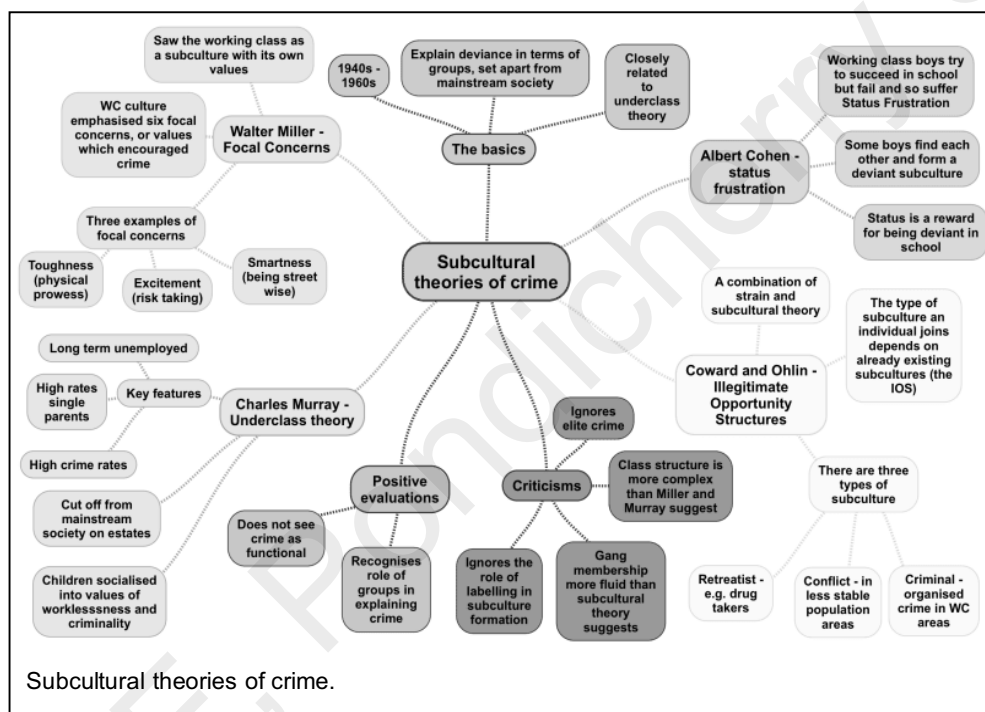 Saw the working class as
a subculture with its own
values
WC culture
emphasised six focal
concerns, or values
which encouraged
crime
Walter Miller -
Focal Concerns
Three examples of
focal concerns
Toughness
(physical
prowess)
Excitement
(risk taking)
Smartness
(being street
wise)
1940s -
1960s
Explain deviance in terms of
groups, set apart from
mainstream society
Closely
related
to
underclass
theory
The basics
Working class boys try
to succeed in school
but fail and so suffer
Status Frustration
Albert Cohen -
status
frustration
Some boys find each
other and form a
deviant subculture
Status is a reward
for being deviant in
school
Subcultural
theories of crime
A combination of
strain and
subcultural theory
The type of
subculture an
individual joins
depends on
already existing
subcultures (the
IOS)
Coward and Ohlin -
Illegitimate
Opportunity
Structures
There are three
types of
subculture
Retreatist -
e.g. drug
takers
Conflict - in
less stable
population
areas
Criminal -
organised
crime in WC
areas
Long term unemployed
High rates
single
parents
Key features
High crime rates
Charles Murray -
Underclass theory
Cut off from
mainstream
society on estates
Children socialised
into values of
worklesssness and
criminality
Positive
evaluations
Does not see
crime as
functional
Recognises
role of
groups in
explaining
crime
Ignores
elite crime
Criticisms
Class structure is
more complex
than Miller and
Murray suggest
Ignores the
role of
labelling in
subculture
formation
Gang
membership
more fluid than
subcultural
theory
suggests
Subcultural theories of crime.
Pondicherry